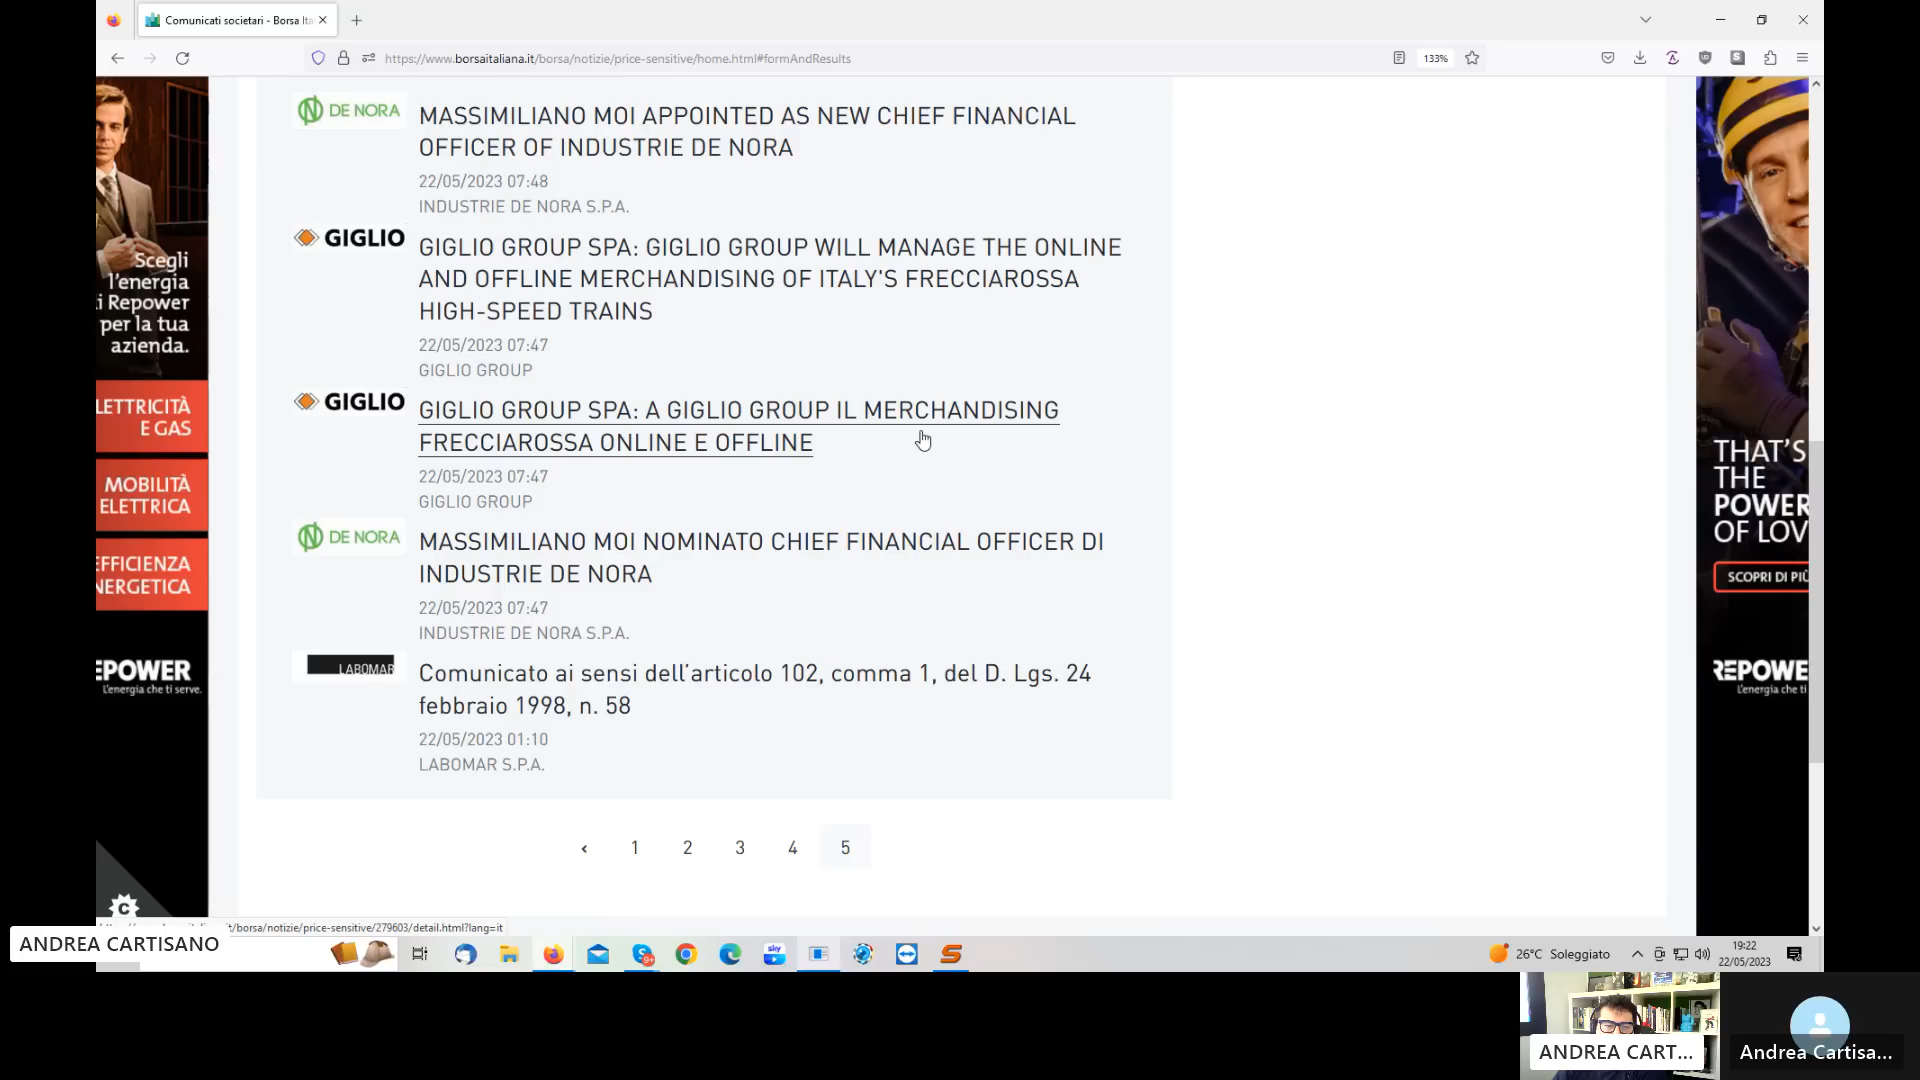 Comunicati societari - Borsa Ita
https://www.borsaitaliana.it/borsa/notizie/price-sensitive/home.html#formAndResults
133%
DE NORA
MASSIMILIANO MOI APPOINTED AS NEW CHIEF FINANCIAL
OFFICER OF INDUSTRIE DE NORA
22/05/2023 07:48
INDUSTRIE DE NORA S.P.A.
GIGLIO
GIGLIO GROUP SPA: GIGLIO GROUP WILL MANAGE THE ONLINE
AND OFFLINE MERCHANDISING OF ITALY'S FRECCIAROSSA
HIGH-SPEED TRAINS
22/05/2023 07:47
GIGLIO GROUP
GIGLIO
GIGLIO GROUP SPA: A GIGLIO GROUP IL MERCHANDISING
FRECCIAROSSA ONLINE E OFFLINE
22/05/2023 07:47
GIGLIO GROUP
DE NORA
MASSIMILIANO MOI NOMINATO CHIEF FINANCIAL OFFICER DI
INDUSTRIE DE NORA
22/05/2023 07:47
INDUSTRIE DE NORA S.P.A.
LABOMAR
Comunicato ai sensi dell'articolo 102, comma 1, del D. Lgs. 24
febbraio 1998, n. 58
22/05/2023 01:10
LABOMAR S.P.A.
‹ 1 2 3 4 5
Scegli
l'energia
i Repower
per la tua
azienda.
LETTRICITÀ
E GAS
MOBILITÀ
ELETTRICA
EFFICIENZA
NERGETICA
EPOWER
L'energia che ti serve.
THAT'S
THE
POWER
OF LOV
SCOPRI DI PIÙ
REPOWE
L'energia che ti
t/borsa/notizie/price-sensitive/279603/detail.html?lang=it
ANDREA CARTISANO
sky
9+
26°C Soleggiato
19:22
22/05/2023
ANDREA CART...
Andrea Cartisa...